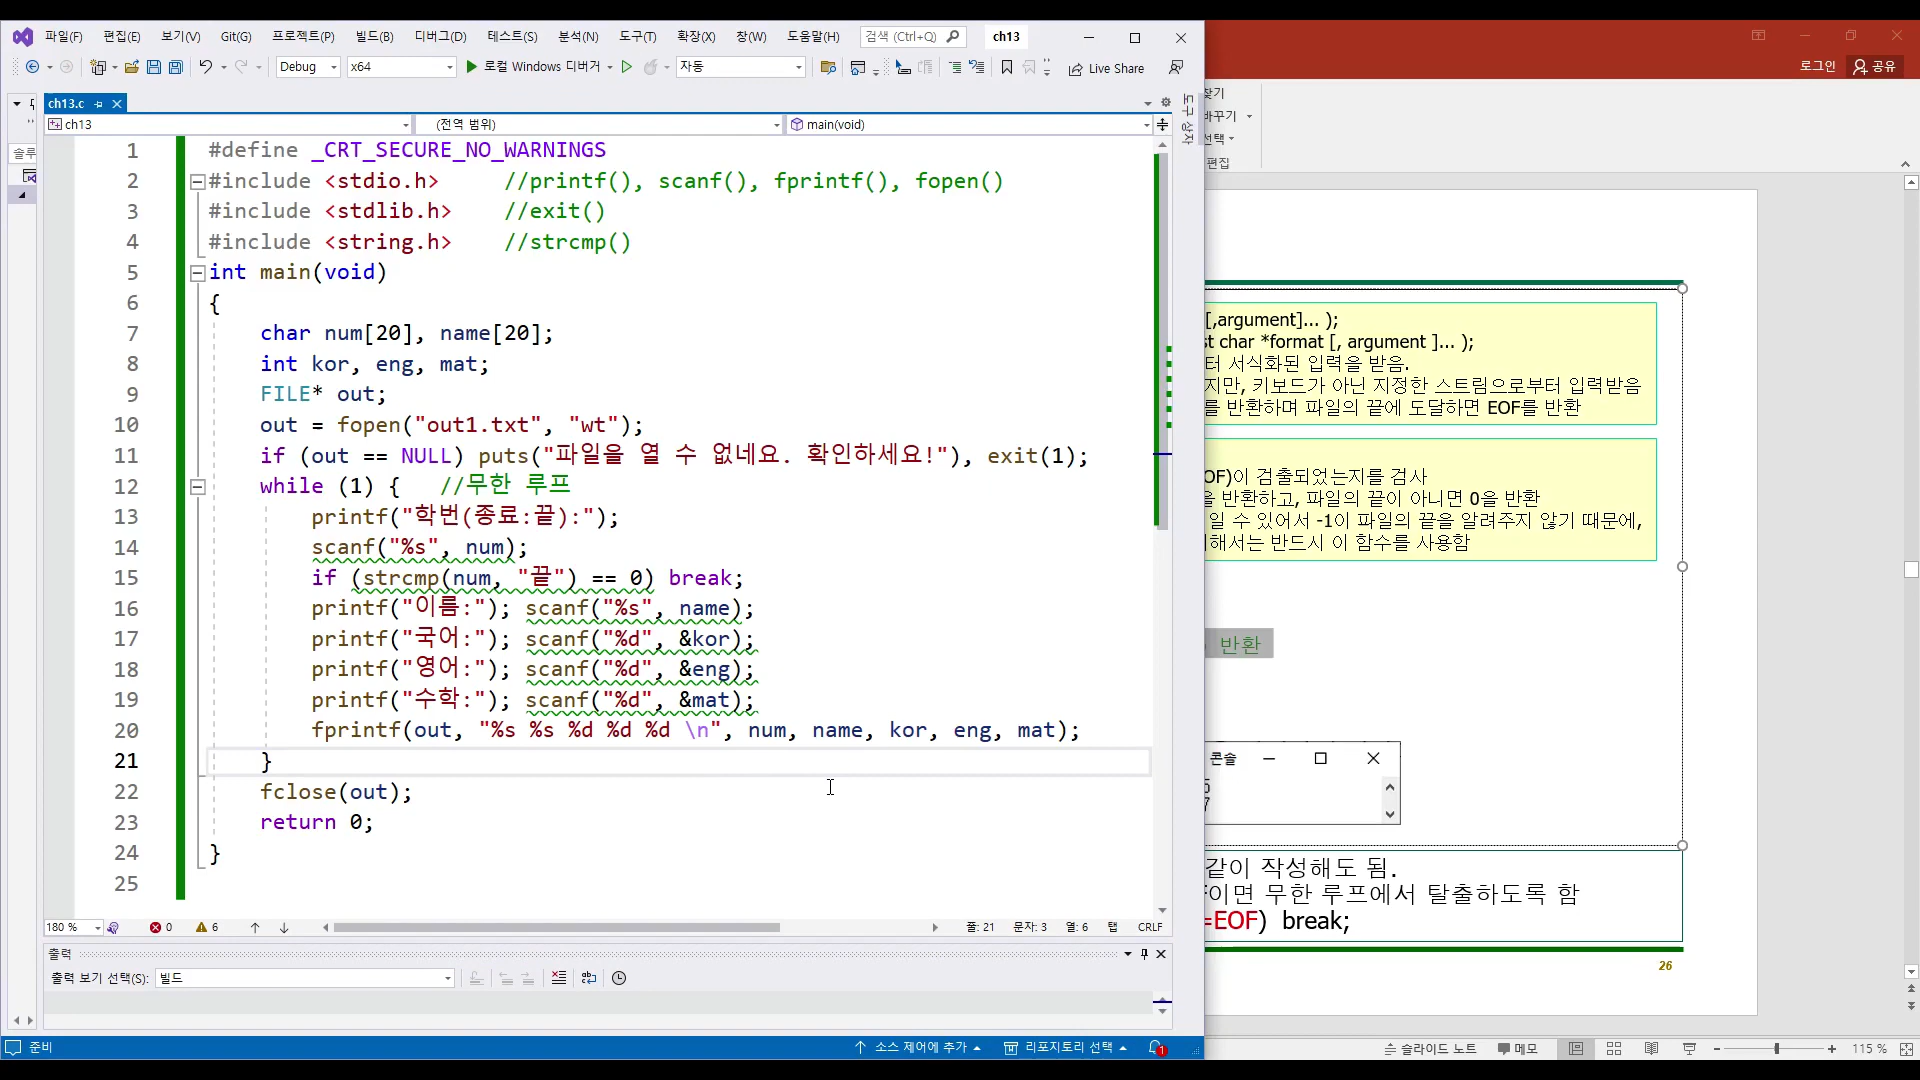 파일(F) 편집(E) 보기(V) Git(G) 프로젝트(P) 빌드(B) 디버그(D) 테스트(S) 분석(N) 도구(T) 확장(X) 창(W) 도움말(H) 검색 (Ctrl+Q) ch13
Debug x64 로컬 Windows 디버거 자동 Live Share
로그인 공유
ch13.c
ch13 (전역 범위) main(void)
도구 상자
솔루
찾기
바꾸기
선택
편집
1 #define _CRT_SECURE_NO_WARNINGS
2 #include <stdio.h> //printf(), scanf(), fprintf(), fopen()
3 #include <stdlib.h> //exit()
4 #include <string.h> //strcmp()
5 int main(void)
6 {
7 char num[20], name[20];
8 int kor, eng, mat;
9 FILE* out;
10 out = fopen("out1.txt", "wt");
11 if (out == NULL) puts("파일을 열 수 없네요. 확인하세요!"), exit(1);
12 while (1) { //무한 루프
13 printf("학번(종료:끝):");
14 scanf("%s", num);
15 if (strcmp(num, "끝") == 0) break;
16 printf("이름:"); scanf("%s", name);
17 printf("국어:"); scanf("%d", &kor);
18 printf("영어:"); scanf("%d", &eng);
19 printf("수학:"); scanf("%d", &mat);
20 fprintf(out, "%s %s %d %d %d \n", num, name, kor, eng, mat);
21 }
22 fclose(out);
23 return 0;
24 }
25
180 % 0 6 줄: 21 문자: 3 열: 6 탭 CRLF
출력
출력 보기 선택(S): 빌드
준비 소스 제어에 추가 리포지토리 선택 1
[,argument]... );
st char *format [, argument ]... );
터 서식화된 입력을 받음.
지만, 키보드가 아닌 지정한 스트림으로부터 입력받음
를 반환하며 파일의 끝에 도달하면 EOF를 반환
OF)이 검출되었는지를 검사
을 반환하고, 파일의 끝이 아니면 0을 반환
일 수 있어서 -1이 파일의 끝을 알려주지 않기 때문에,
해서는 반드시 이 함수를 사용함
반환
콘솔
7
같이 작성해도 됨.
이면 무한 루프에서 탈출하도록 함
=EOF) break;
26
슬라이드 노트 메모 115 %